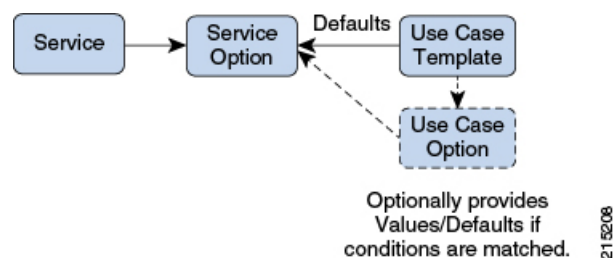 Service
Service
Option
Defaults
Use Case
Template
Use Case
Option
Optionally provides
Values/Defaults if
conditions are matched.
215208